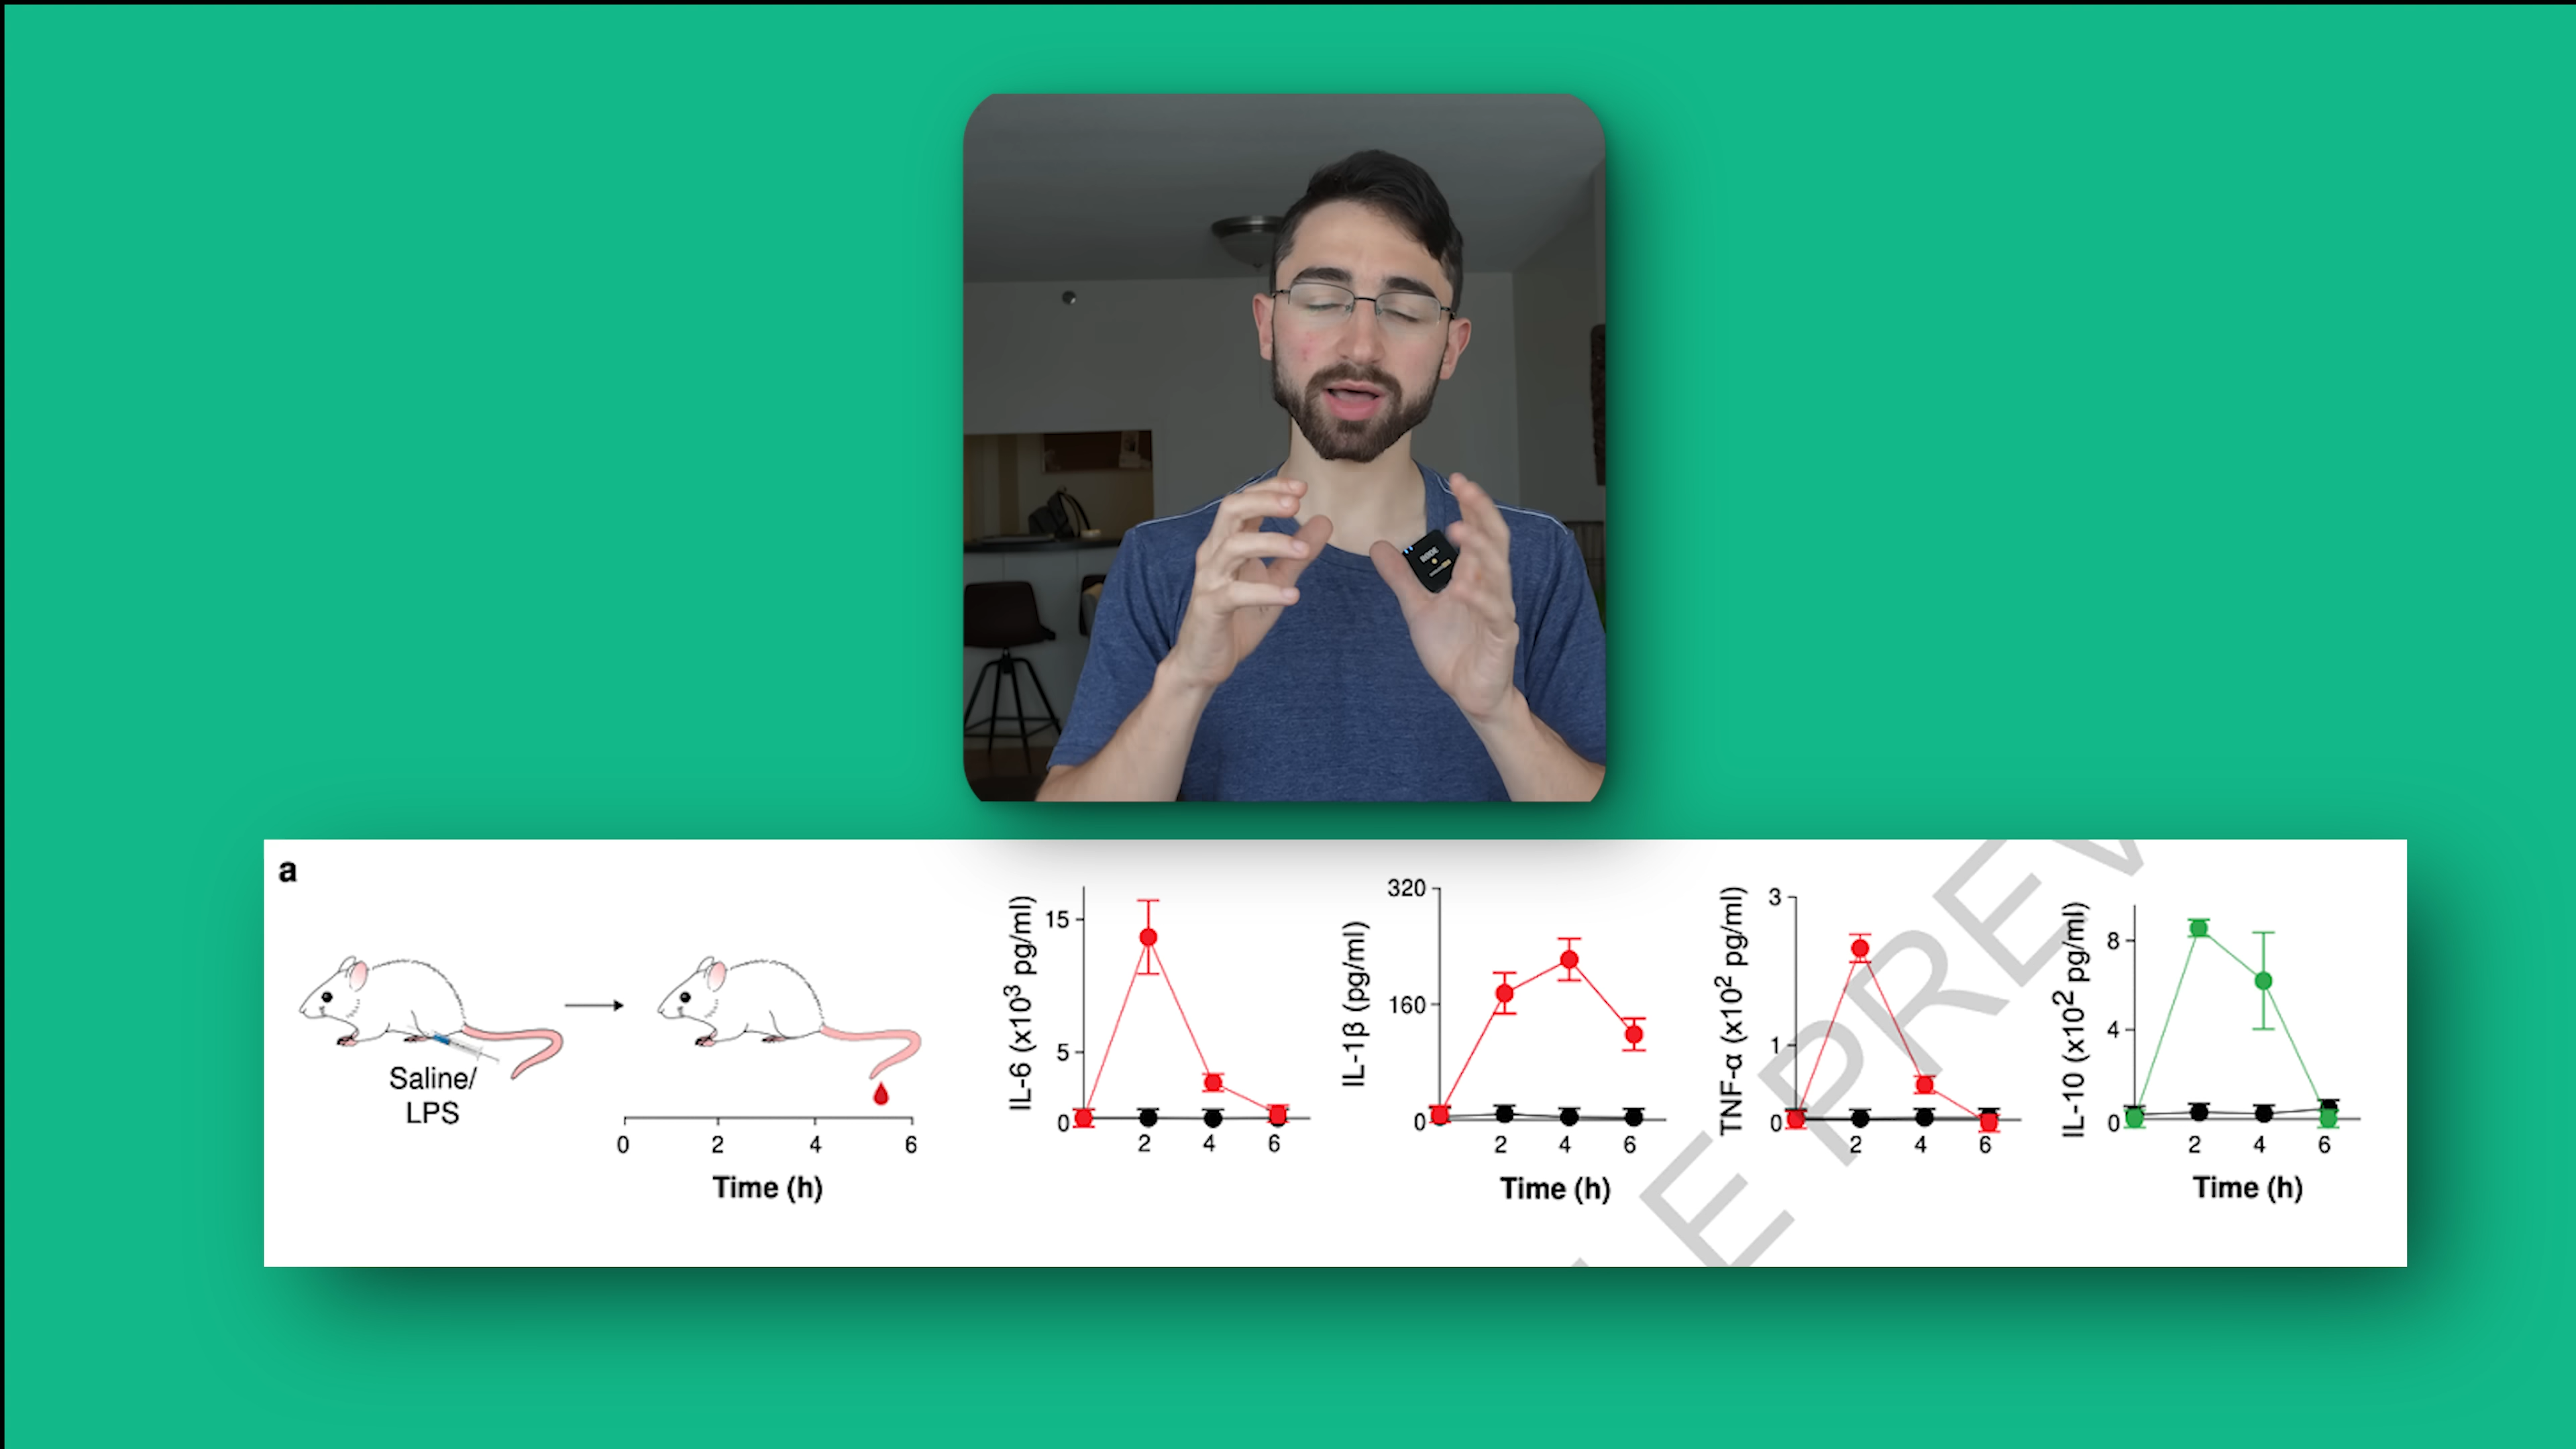 RØDE
a
Saline/
LPS
0 2 4 6
Time (h)
IL-6 (x10³ pg/ml)
15
5
0
2 4 6
IL-1β (pg/ml)
320
160
0
2 4 6
Time (h)
TNF-α (x10² pg/ml)
3
1
0
2 4 6
IL-10 (x10² pg/ml)
8
4
0
2 4 6
Time (h)
E PREV